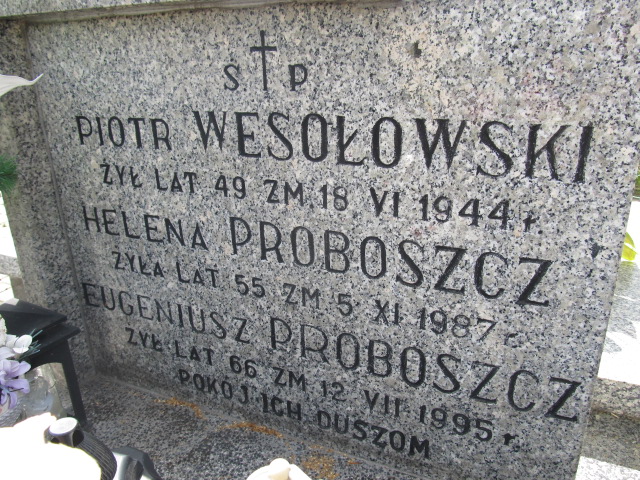 S P
PIOTR WESOŁOWSKI
ŻYŁ LAT 49 ZM. 18 VI 1944 r.
HELENA PROBOSZCZ
ŻYŁA LAT 55 ZM 5 XI 1987 r.
EUGENIUSZ PROBOSZCZ
ŻYŁ LAT 66 ZM 12 VII 1995 r.
POKÓJ ICH DUSZOM